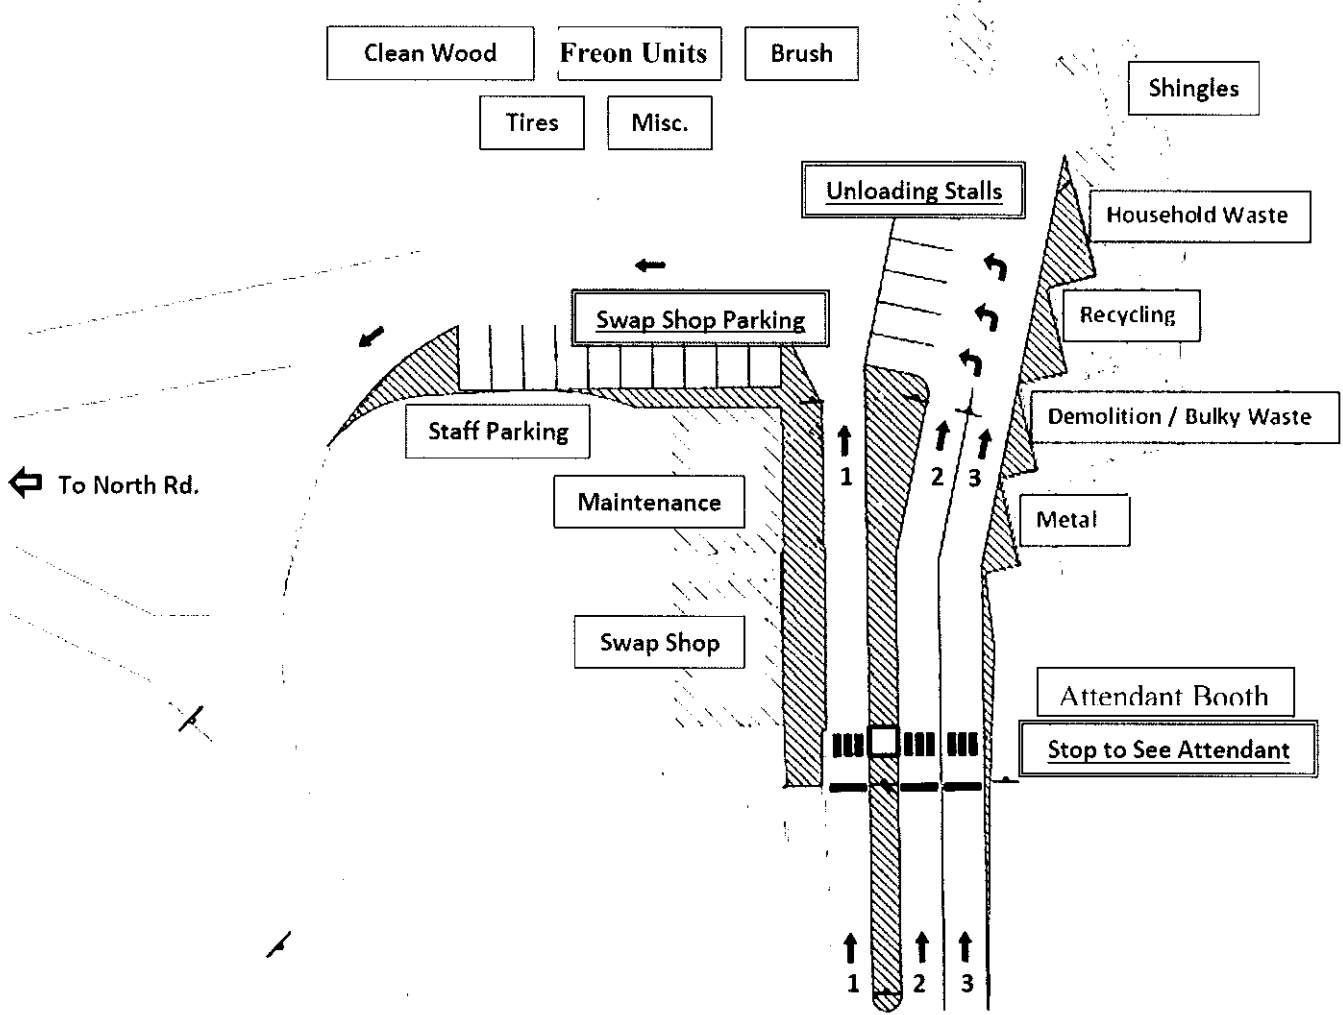 Clean Wood
Freon Units
Brush
Shingles
Tires
Misc.
Unloading Stalls
Household Waste
Swap Shop Parking
Recycling
Staff Parking
Demolition / Bulky Waste
1
2
3
To North Rd.
Maintenance
Metal
Swap Shop
Attendant Booth
Stop to See Attendant
1
2
3